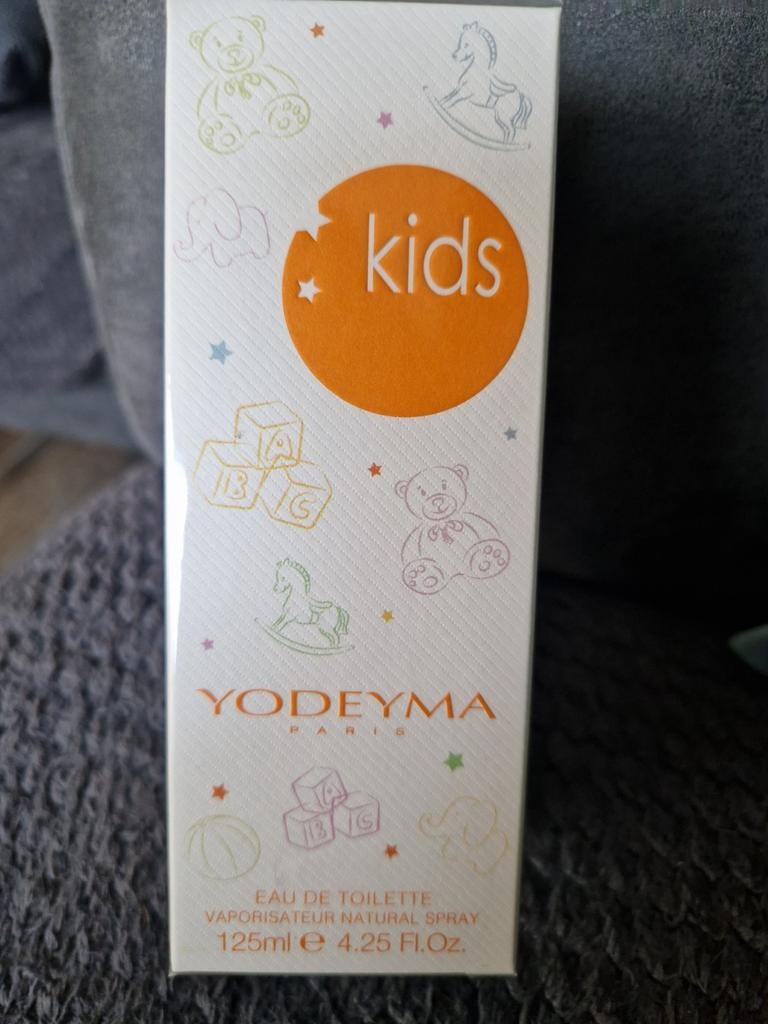 kids
A
B C
YODEYMA
PARIS
A
B C
EAU DE TOILETTE
VAPORISATEUR NATURAL SPRAY
125ml e 4.25 Fl.Oz.